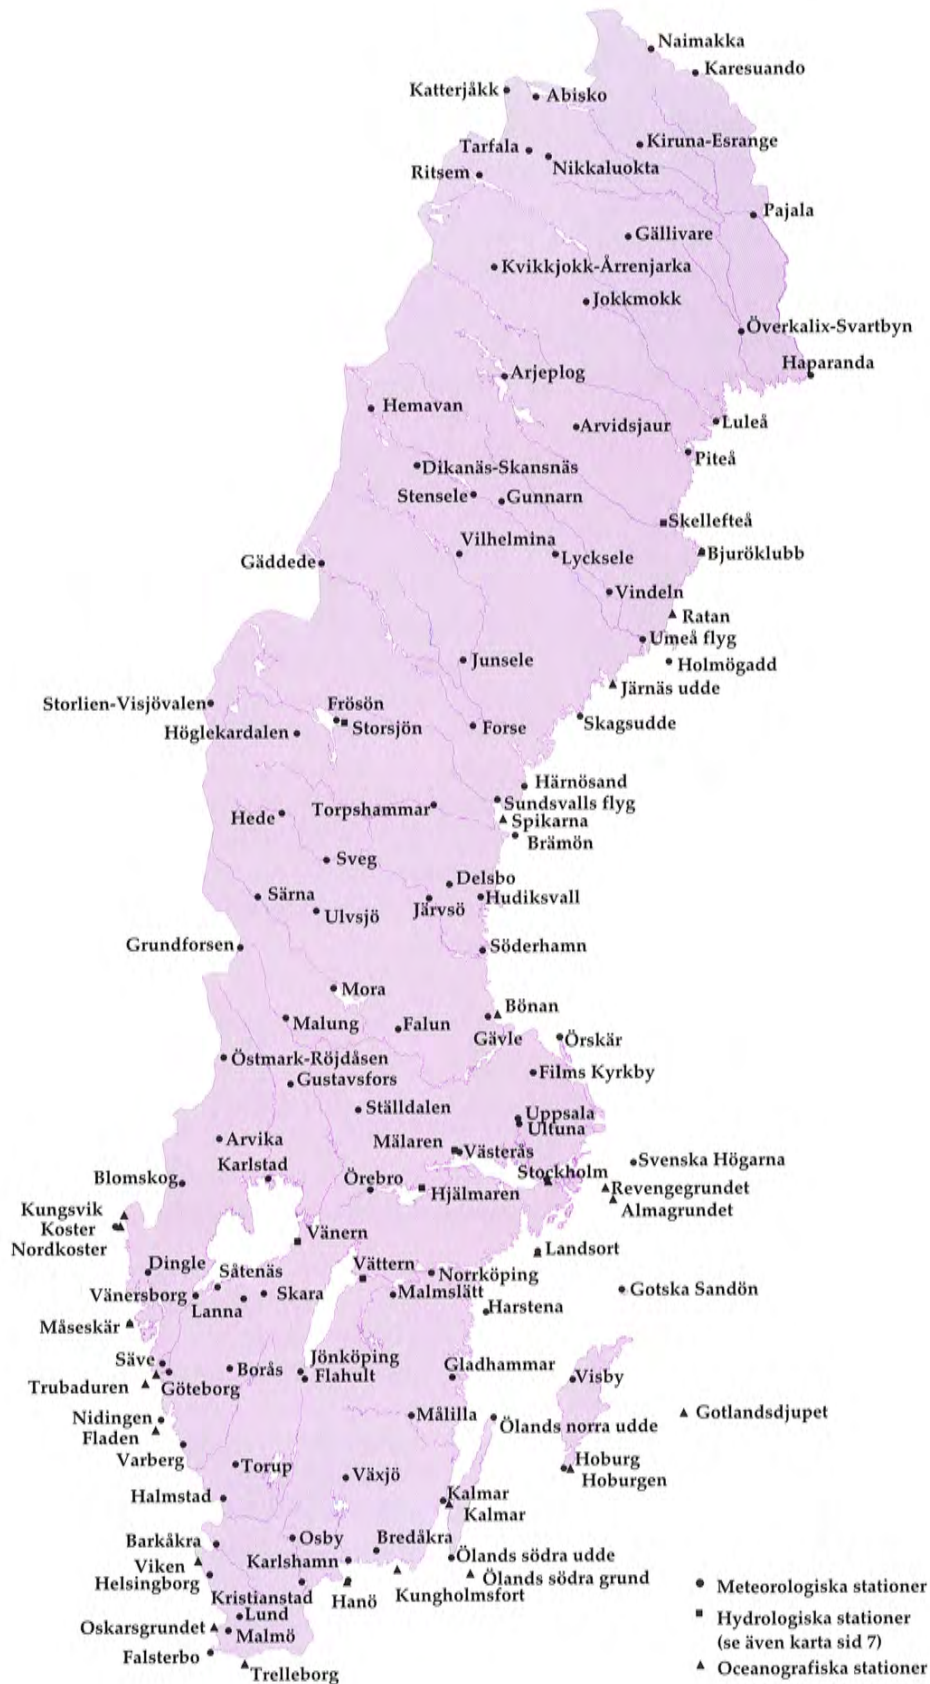 Naimakka
Karesuando
Katterjåkk
Abisko
Kiruna-Esrange
Tarfala
Nikkaluokta
Ritsem
Pajala
Gällivare
Kvikkjokk-Årrenjarka
Jokkmokk
Överkalix-Svartbyn
Haparanda
Arjeplog
Hemavan
Luleå
Arvidsjaur
Piteå
Dikanäs-Skansnäs
Stensele
Gunnarn
Skellefteå
Vilhelmina
Lycksele
Bjuröklubb
Gäddede
Vindeln
Ratan
Umeå flyg
Junsele
Holmögadd
Järnäs udde
Storlien-Visjövalen
Frösön
Storsjön
Höglekardalen
Forse
Skagsudde
Härnösand
Sundsvalls flyg
Torpshammar
Hede
Spikarna
Brämön
Sveg
Delsbo
Särna
Hudiksvall
Järvsö
Ulvsjö
Grundforsen
Söderhamn
Mora
Bönan
Malung
Falun
Gävle
Örskär
Östmark-Röjdåsen
Gustavsfors
Films Kyrkby
Ställdalen
Uppsala
Ultuna
Arvika
Mälaren
Västerås
Svenska Högarna
Karlstad
Stockholm
Blomskog
Örebro
Hjälmaren
Revengegrundet
Almagrundet
Kungsvik
Koster
Nordkoster
Vänern
Landsort
Dingle
Såtenäs
Vättern
Norrköping
Vänersborg
Lanna
Skara
Malmslätt
Gotska Sandön
Harstena
Måseskär
Säve
Borås
Jönköping
Flahult
Gladhammar
Visby
Trubaduren
Göteborg
Nidingen
Målilla
Ölands norra udde
Gotlandsdjupet
Fladen
Varberg
Torup
Växjö
Hoburg
Hoburgen
Halmstad
Kalmar
Kalmar
Barkåkra
Osby
Bredåkra
Viken
Karlshamn
Ölands södra udde
Helsingborg
Kristianstad
Hanö
Kungholmsfort
Ölands södra grund
Lund
Oskarsgrundet
Malmö
Falsterbo
Trelleborg
Meteorologiska stationer
Hydrologiska stationer
(se även karta sid 7)
Oceanografiska stationer